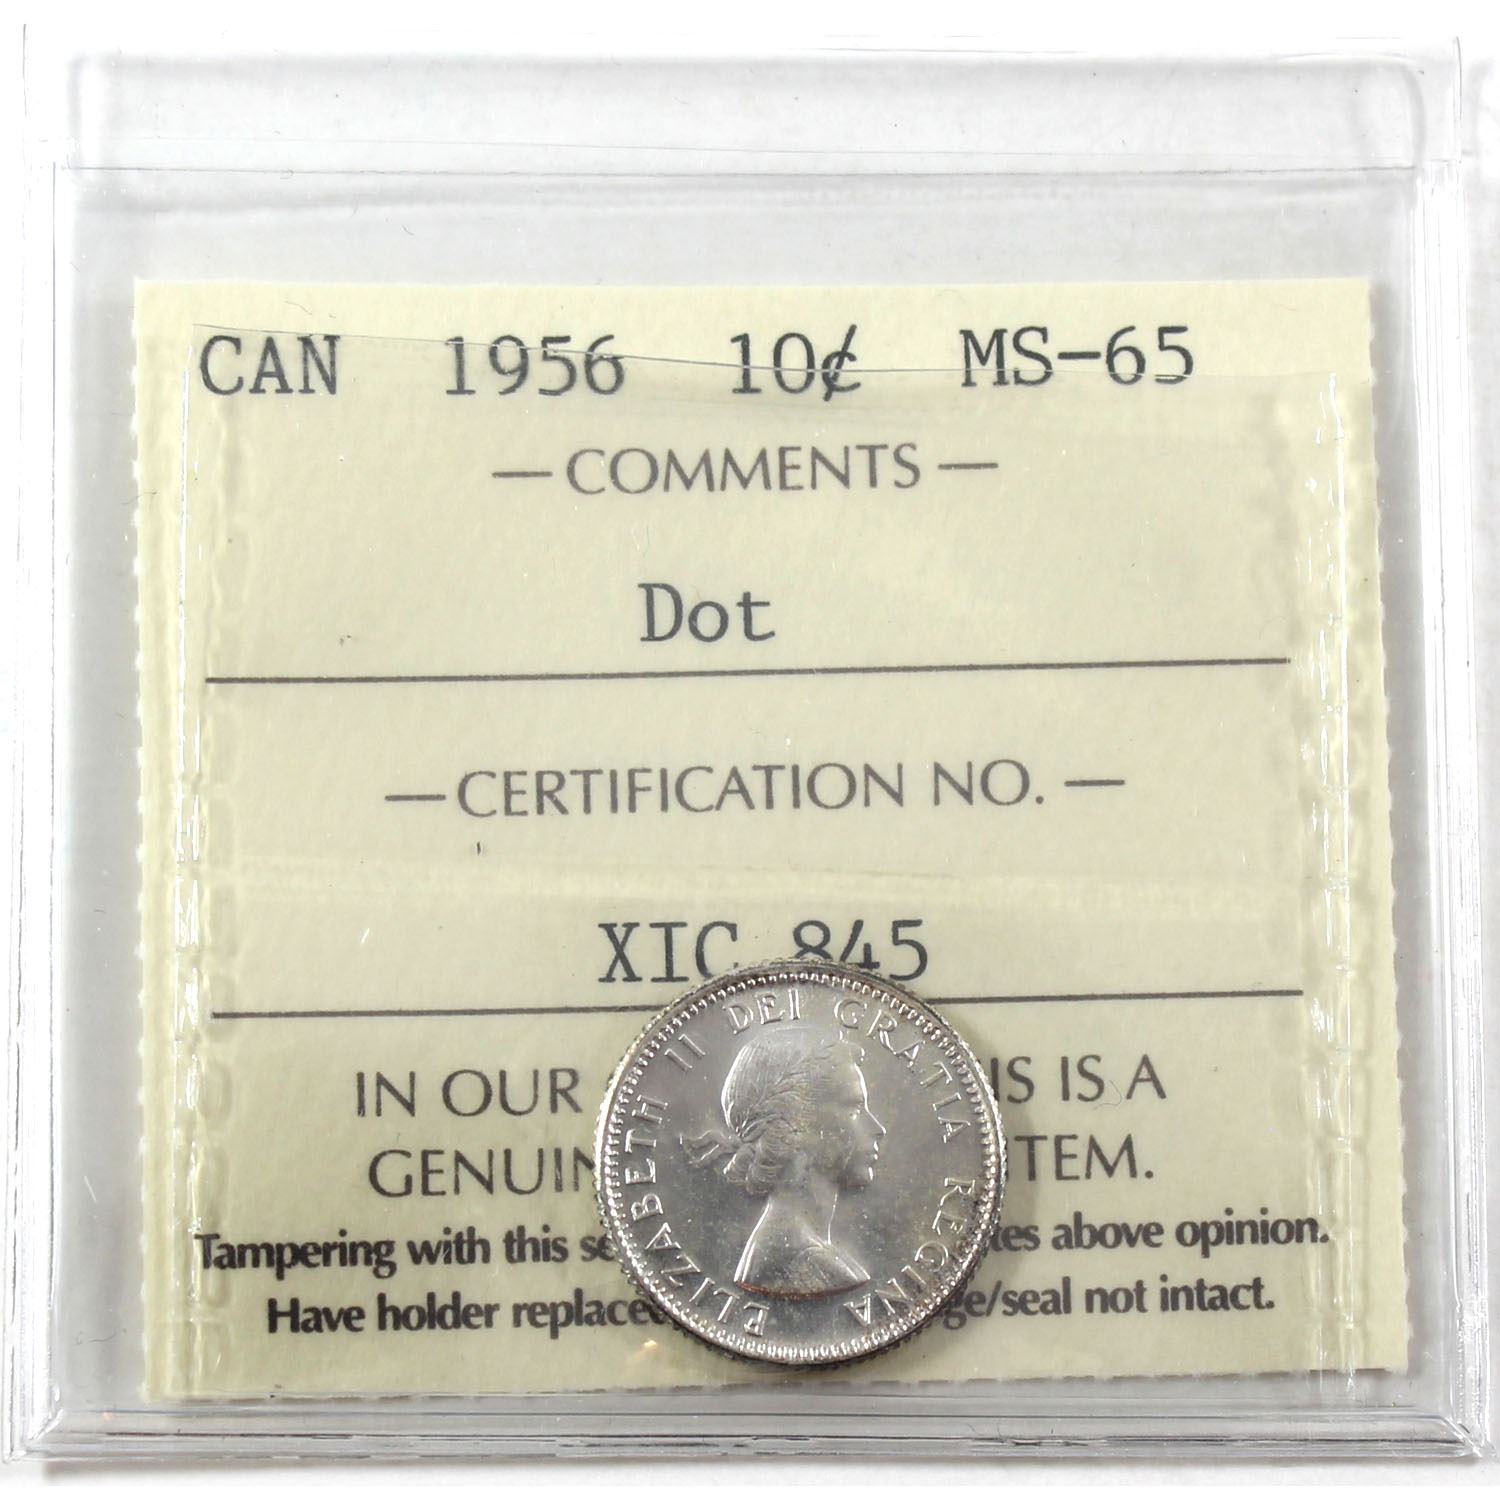 CAN 1956 10¢ MS-65
— COMMENTS —
Dot
— CERTIFICATION NO. —
XIC 845
IN OUR IS IS A
GENUIN TEM.
Tampering with this se tes above opinion.
Have holder replace ge/seal not intact.
ELIZABETH II DEI GRATIA REGINA